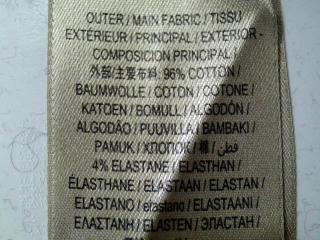 OUTER / MAIN FABRIC / TISSU
EXTÉRIEUR / PRINCIPAL / EXTERIOR -
COMPOSICION PRINCIPAL /
外部/主要布料: 96% COTTON /
BAUMWOLLE / COTON / COTONE /
KATOEN / BOMULL / ALGODÓN /
ALGODÃO / PUUVILLA / BAMBAKI /
PAMUK / ХЛОПОК / 棉 / قطن /
4% ELASTANE / ELASTHAN /
ÉLASTHANE / ELASTAAN / ELASTAN /
ELASTANO / elastano / ELASTAANI /
ΕΛΑΣΤΑΝΗ / ELASTEN / ЭЛАСТАН /